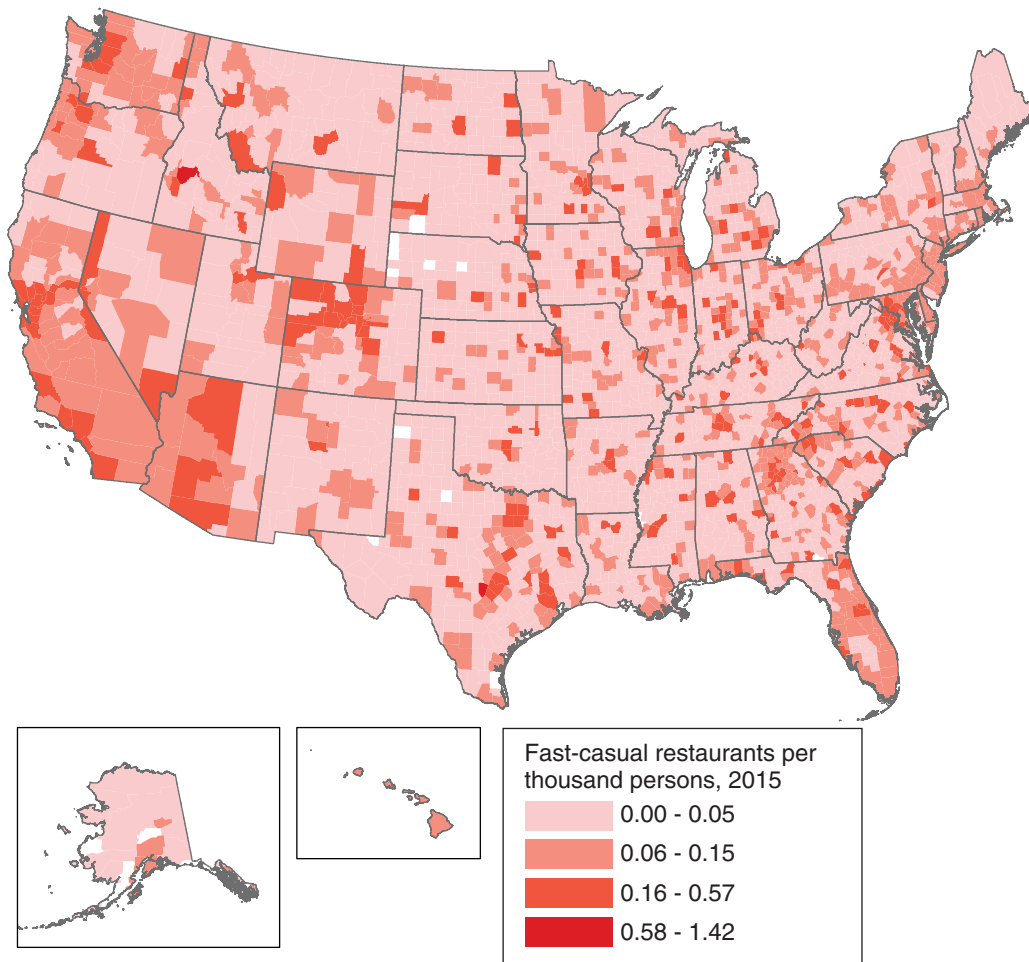 Fast-casual restaurants per
thousand persons, 2015
0.00 - 0.05
0.06 - 0.15
0.16 - 0.57
0.58 - 1.42